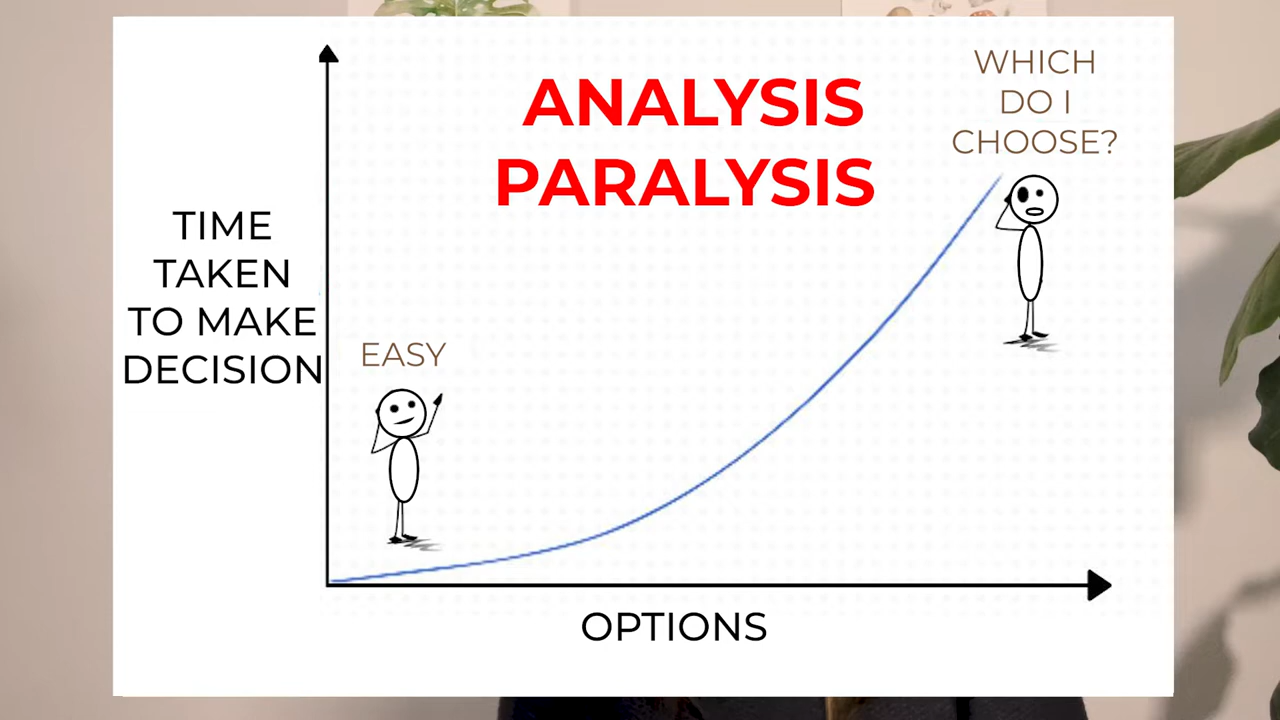 ANALYSIS
PARALYSIS
WHICH
DO I
CHOOSE?
TIME
TAKEN
TO MAKE
DECISION
EASY
OPTIONS